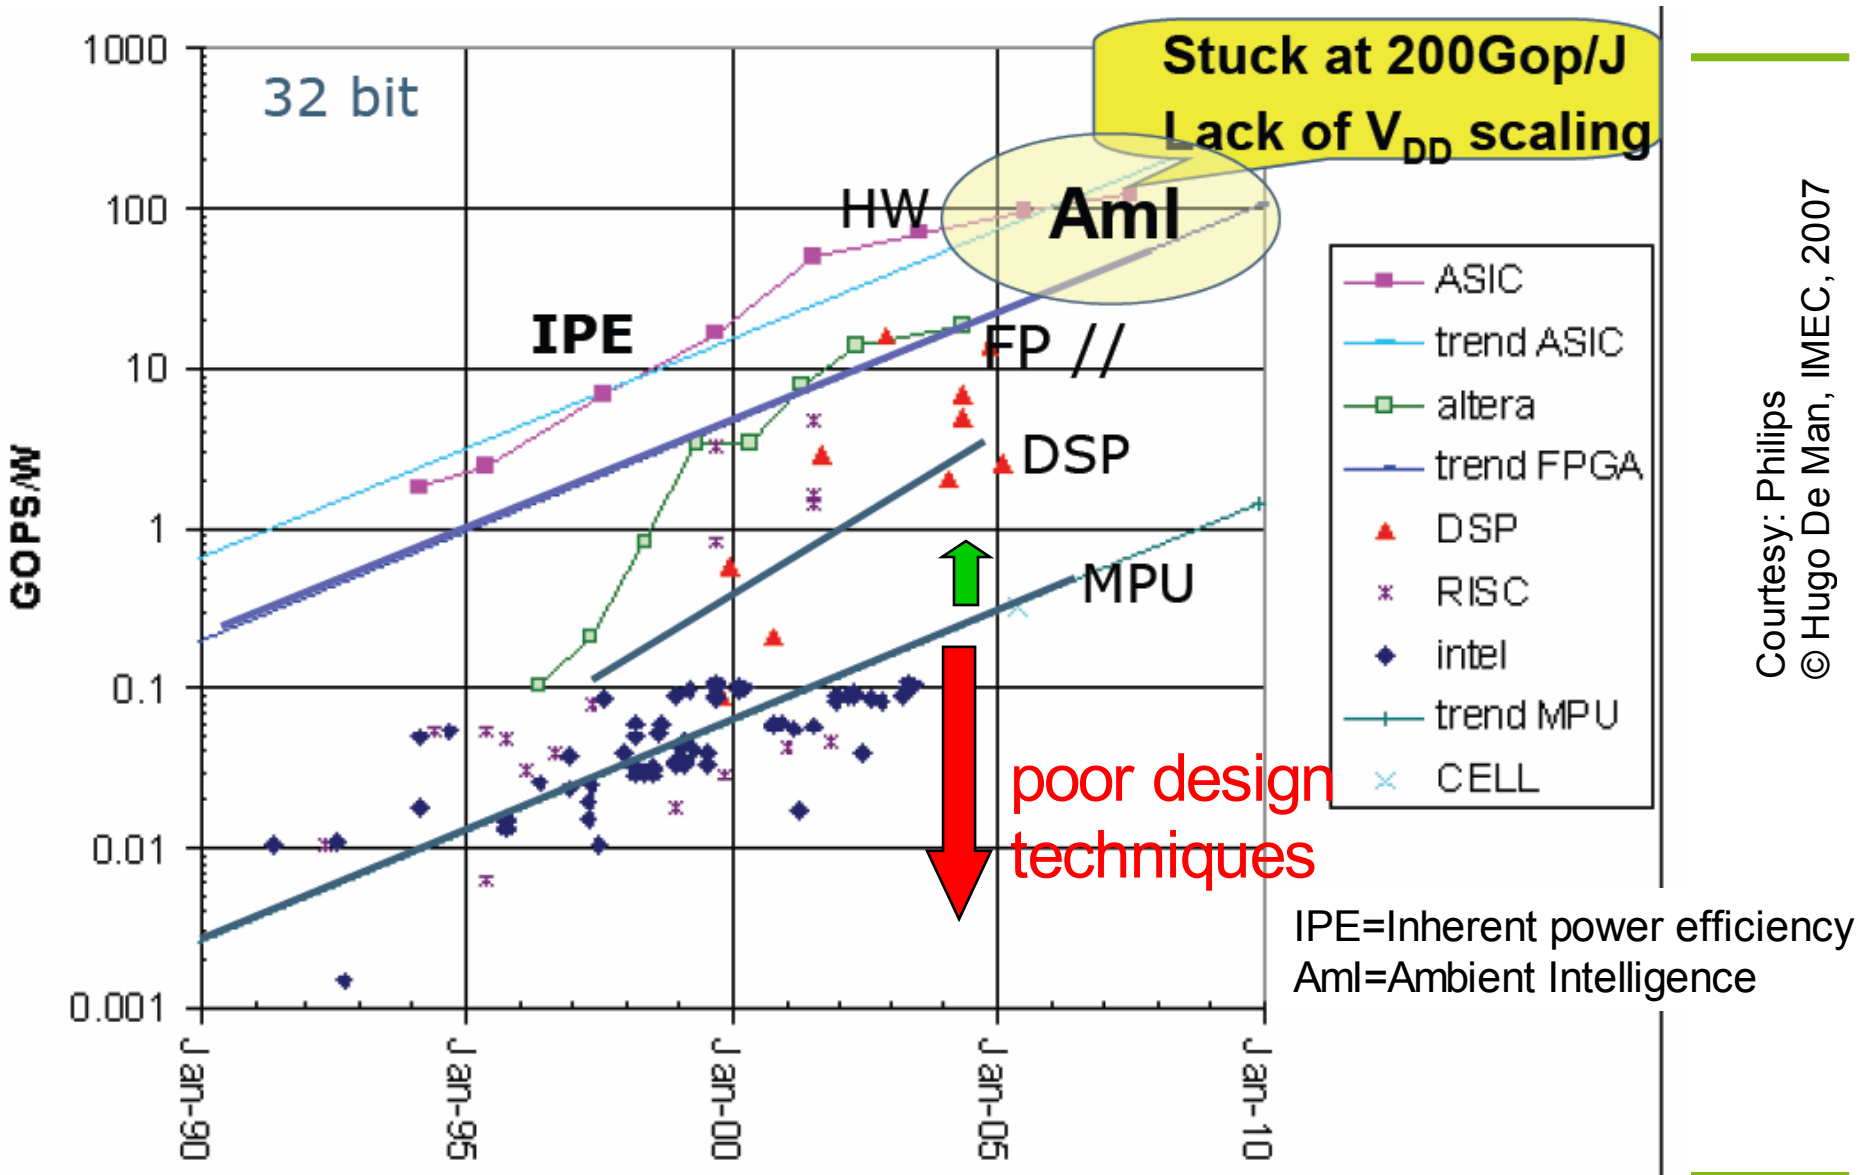 Stuck at 200Gop/J
Lack of VDD scaling
32 bit
1000
100
10
1
0.1
0.01
0.001
GOPS/W
Jan-90
Jan-95
Jan-00
Jan-05
Jan-10
HW
AmI
IPE
FP //
DSP
MPU
poor design
techniques
ASIC
trend ASIC
altera
trend FPGA
DSP
RISC
intel
trend MPU
CELL
IPE=Inherent power efficiency
AmI=Ambient Intelligence
Courtesy: Philips
© Hugo De Man, IMEC, 2007